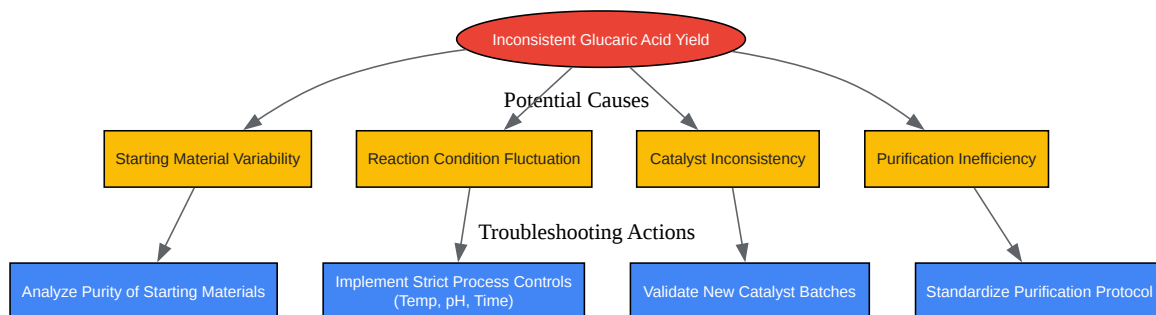 Inconsistent Glucaric Acid Yield
Potential Causes
Starting Material Variability
Reaction Condition Fluctuation
Catalyst Inconsistency
Purification Inefficiency
Troubleshooting Actions
Analyze Purity of Starting Materials
Implement Strict Process Controls
(Temp, pH, Time)
Validate New Catalyst Batches
Standardize Purification Protocol